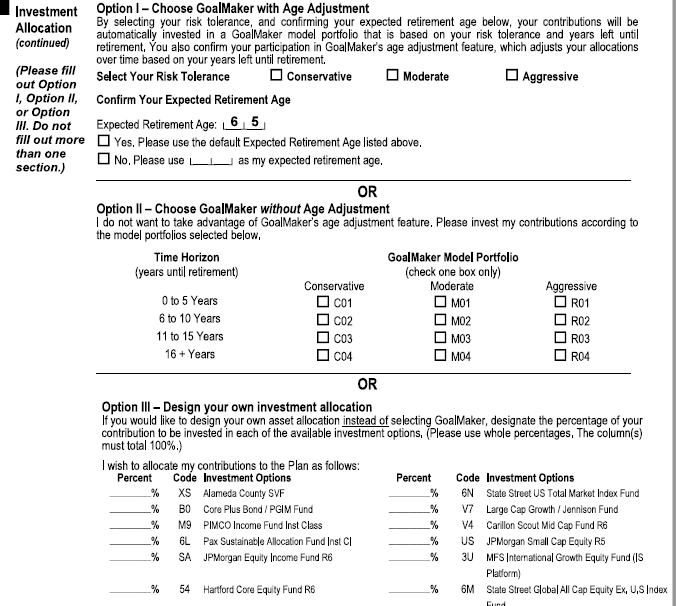 Investment
Allocation
(continued)
(Please fill
out Option
I, Option II,
or Option
III. Do not
fill out more
than one
section.)
Option I – Choose GoalMaker with Age Adjustment
By selecting your risk tolerance, and confirming your expected retirement age below, your contributions will be
automatically invested in a GoalMaker model portfolio that is based on your risk tolerance and years left until
retirement. You also confirm your participation in GoalMaker's age adjustment feature, which adjusts your allocations
over time based on your years left until retirement.
Select Your Risk Tolerance Conservative Moderate Aggressive
Confirm Your Expected Retirement Age
Expected Retirement Age: 6 5
Yes. Please use the default Expected Retirement Age listed above.
No. Please use as my expected retirement age.
OR
Option II – Choose GoalMaker without Age Adjustment
I do not want to take advantage of GoalMaker's age adjustment feature. Please invest my contributions according to
the model portfolios selected below.
Time Horizon GoalMaker Model Portfolio
(years until retirement) (check one box only)
Conservative Moderate Aggressive
0 to 5 Years C01 M01 R01
6 to 10 Years C02 M02 R02
11 to 15 Years C03 M03 R03
16 + Years C04 M04 R04
OR
Option III – Design your own investment allocation
If you would like to design your own asset allocation instead of selecting GoalMaker, designate the percentage of your
contribution to be invested in each of the available investment options. (Please use whole percentages. The column(s)
must total 100%.)
I wish to allocate my contributions to the Plan as follows:
Percent Code Investment Options Percent Code Investment Options
% XS Alameda County SVF % 6N State Street US Total Market Index Fund
% B0 Core Plus Bond / PGIM Fund % V7 Large Cap Growth / Jennison Fund
% M9 PIMCO Income Fund Inst Class % V4 Carillon Scout Mid Cap Fund R6
% 6L Pax Sustainable Allocation Fund Inst Cl % US JPMorgan Small Cap Equity R5
% SA JPMorgan Equity Income Fund R6 % 3U MFS International Growth Equity Fund (IS
Platform)
% 54 Hartford Core Equity Fund R6 % 6M State Street Global All Cap Equity Ex. U.S Index
Fund